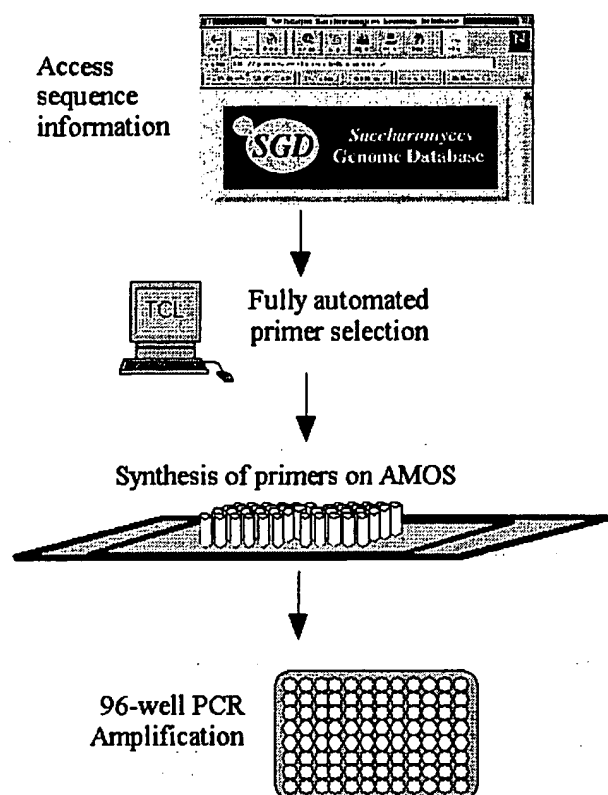 Access
sequence
information
SGD
Saccharomyces
Genome Database
TCL
Fully automated
primer selection
Synthesis of primers on AMOS
96-well PCR
Amplification